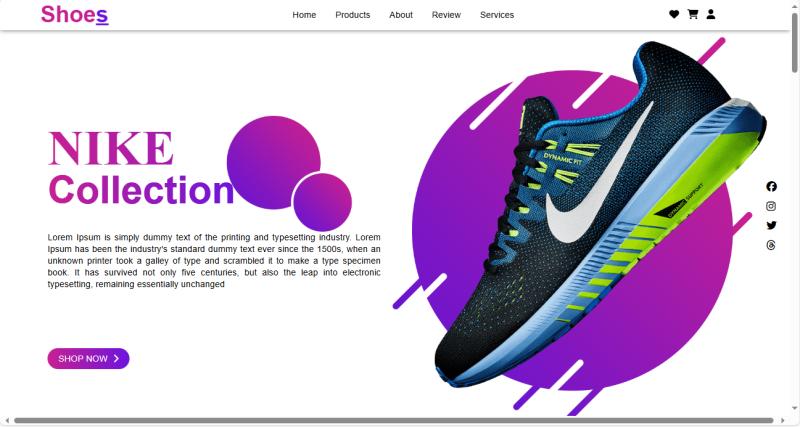 Shoes
Home Products About Review Services
NIKE
Collection
Lorem Ipsum is simply dummy text of the printing and typesetting industry. Lorem
Ipsum has been the industry's standard dummy text ever since the 1500s, when an
unknown printer took a galley of type and scrambled it to make a type specimen
book. It has survived not only five centuries, but also the leap into electronic
typesetting, remaining essentially unchanged
SHOP NOW
DYNAMIC FIT
DYNAMIC SUPPORT